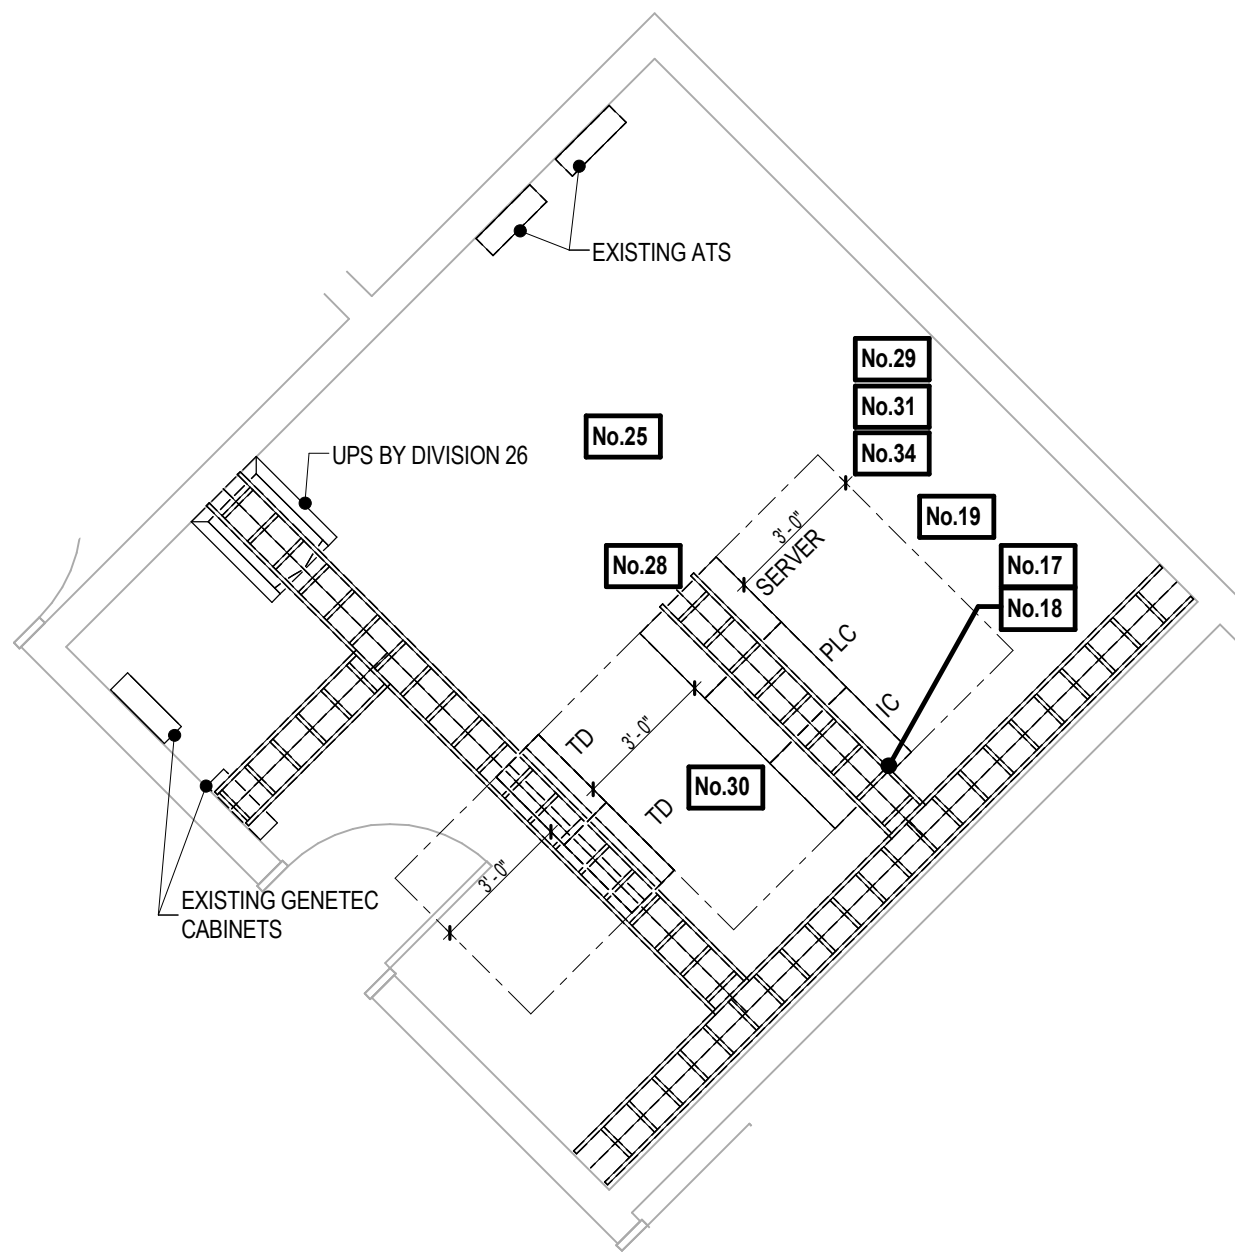 EXISTING ATS
No.29
No.31
No.25
No.34
UPS BY DIVISION 26
No.19
3'- 0"
SERVER
No.28
No.17
No.18
PLC
IC
TD
3'- 0"
No.30
TD
3'- 0"
EXISTING GENETEC
CABINETS